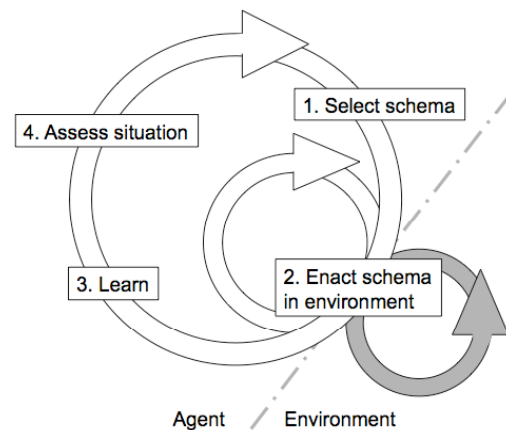 1. Select schema
4. Assess situation
2. Enact schema
in environment
3. Learn
Agent
Environment